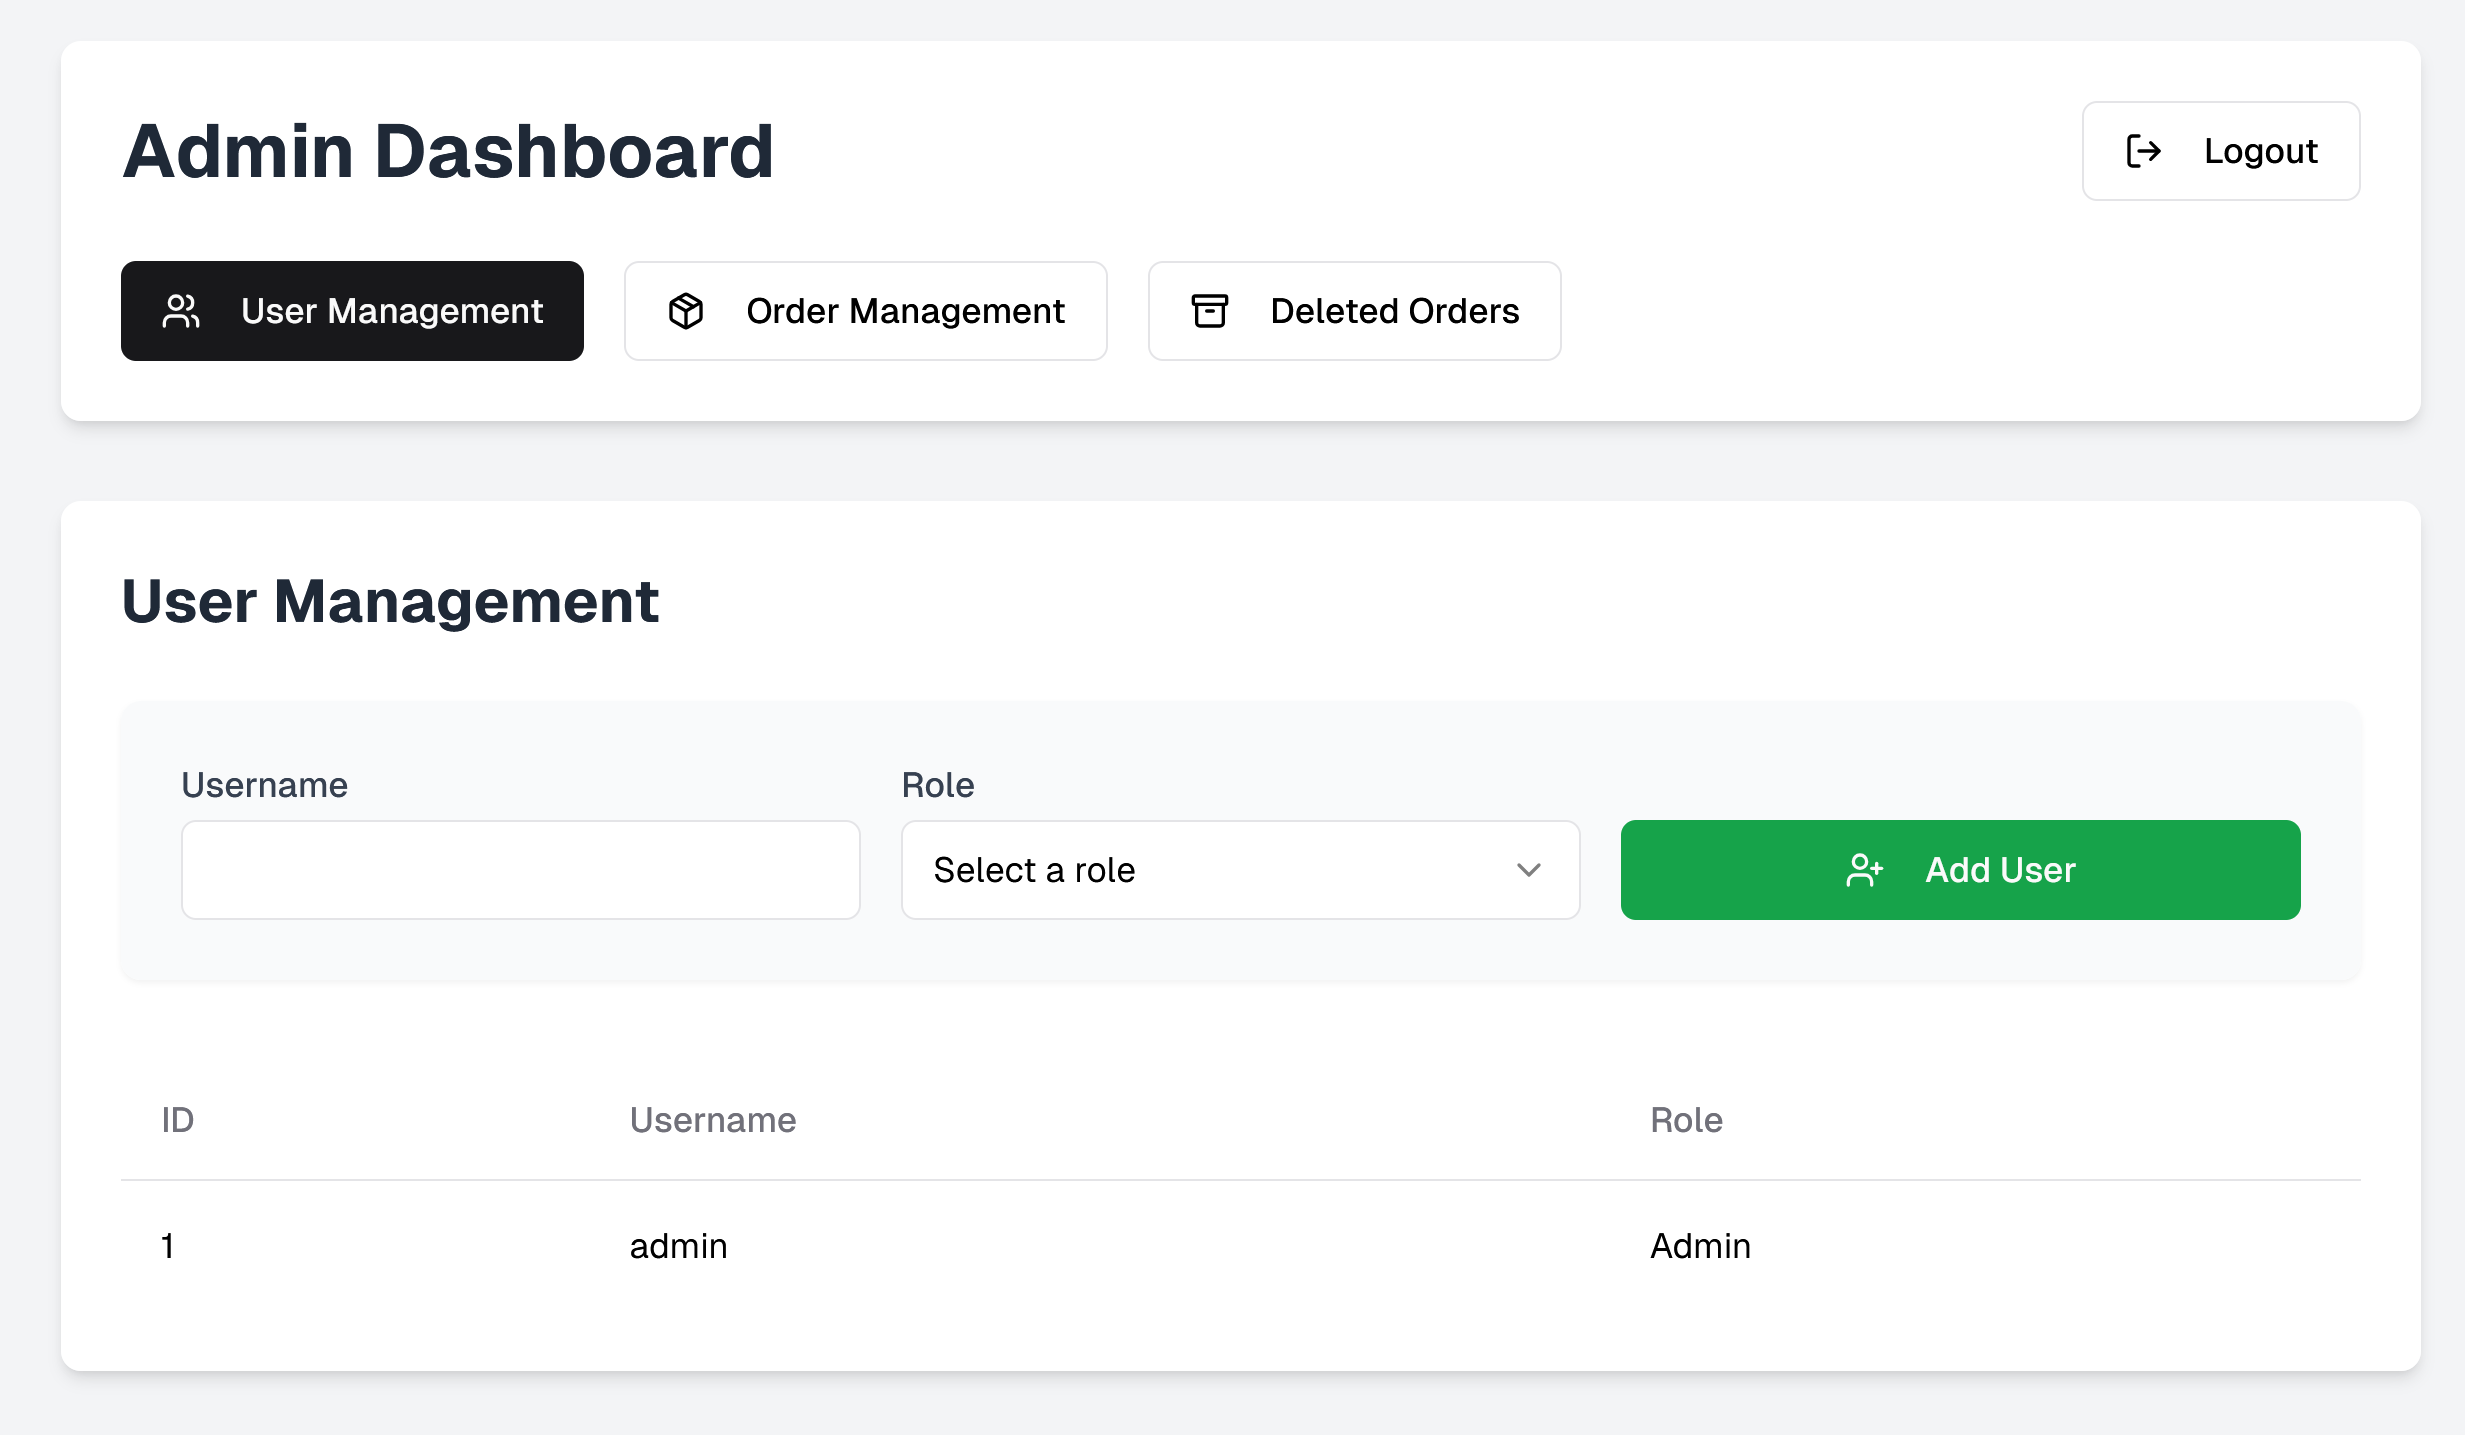 Admin Dashboard
Logout
User Management
Order Management
Deleted Orders
User Management
Username
Role
Select a role
Add User
ID Username Role
1 admin Admin